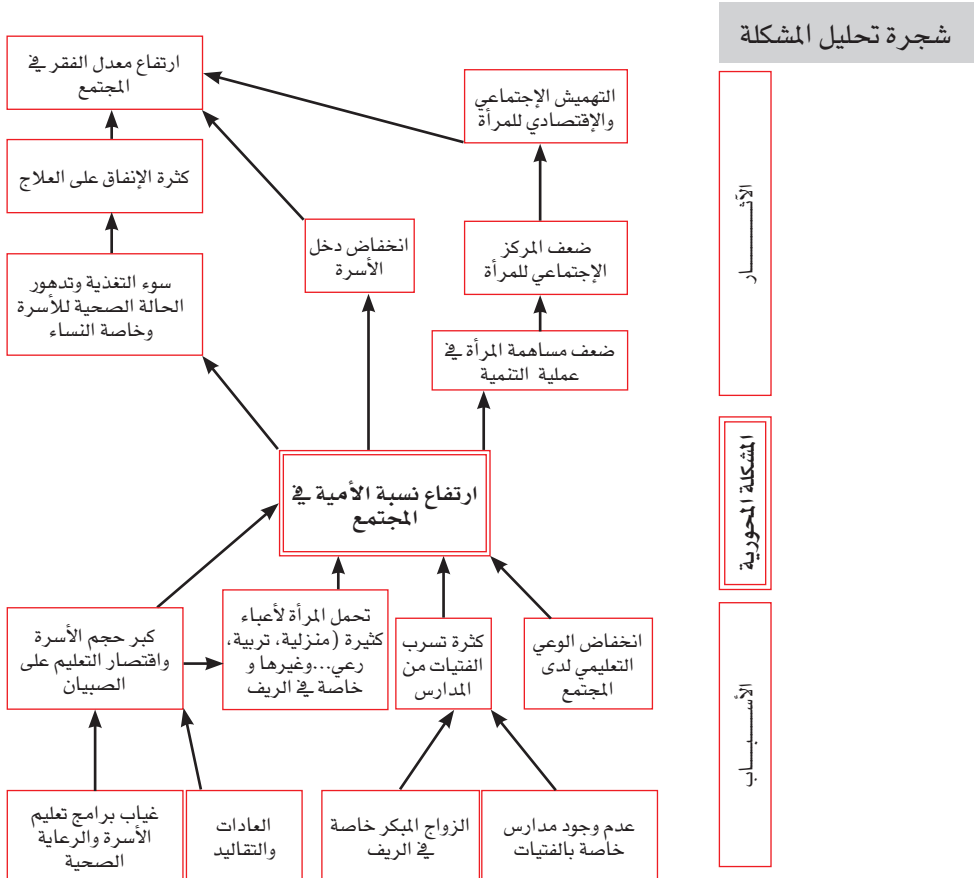 شجرة تحليل المشكلة
ارتفاع معدل الفقر في
المجتمع
التهميش الإجتماعي
والإقتصادي للمرأة
كثرة الإنفاق على العلاج
انخفاض دخل
الأسرة
ضعف المركز
الإجتماعي للمرأة
سوء التغذية وتدهور
الحالة الصحية للأسرة
وخاصة النساء
ضعف مساهمة المرأة في
عملية التنمية
الآثــــــــــار
ارتفاع نسبة الأمية في
المجتمع
المشكلة المحورية
كبر حجم الأسرة
واقتصار التعليم على
الصبيان
تحمل المرأة لأعباء
كثيرة (منزلية، تربية،
رعي...وغيرها و
خاصة في الريف
كثرة تسرب
الفتيات من
المدارس
انخفاض الوعي
التعليمي لدى
المجتمع
الأســـبــــاب
غياب برامج تعليم
الأسرة والرعاية
الصحية
العادات
والتقاليد
الزواج المبكر خاصة
في الريف
عدم وجود مدارس
خاصة بالفتيات